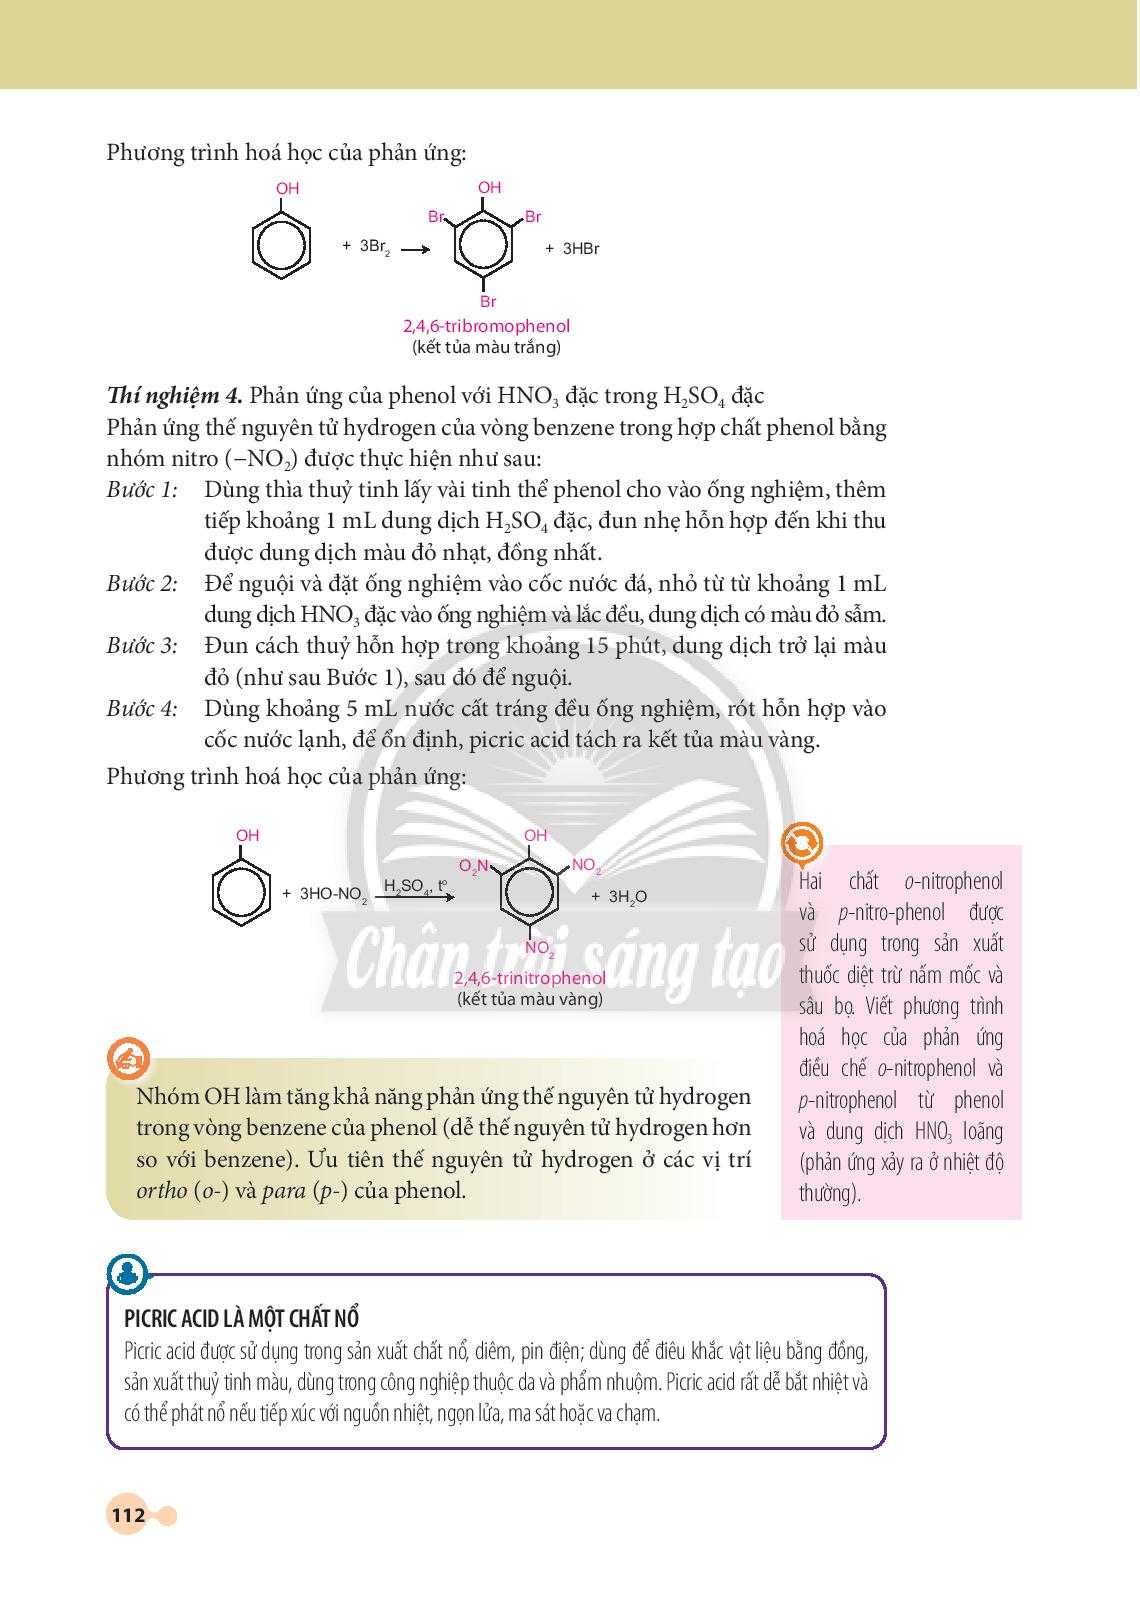 Phương trình hoá học của phản ứng:
OH
OH
Br
Br
+ 3Br₂
+ 3HBr
Br
2,4,6-tribromophenol
(kết tủa màu trắng)
Thí nghiệm 4. Phản ứng của phenol với HNO₃ đặc trong H₂SO₄ đặc
Phản ứng thế nguyên tử hydrogen của vòng benzene trong hợp chất phenol bằng
nhóm nitro (−NO₂) được thực hiện như sau:
Bước 1: Dùng thìa thuỷ tinh lấy vài tinh thể phenol cho vào ống nghiệm, thêm
tiếp khoảng 1 mL dung dịch H₂SO₄ đặc, đun nhẹ hỗn hợp đến khi thu
được dung dịch màu đỏ nhạt, đồng nhất.
Bước 2: Để nguội và đặt ống nghiệm vào cốc nước đá, nhỏ từ từ khoảng 1 mL
dung dịch HNO₃ đặc vào ống nghiệm và lắc đều, dung dịch có màu đỏ sẫm.
Bước 3: Đun cách thuỷ hỗn hợp trong khoảng 15 phút, dung dịch trở lại màu
đỏ (như sau Bước 1), sau đó để nguội.
Bước 4: Dùng khoảng 5 mL nước cất tráng đều ống nghiệm, rót hỗn hợp vào
cốc nước lạnh, để ổn định, picric acid tách ra kết tủa màu vàng.
Phương trình hoá học của phản ứng:
OH
OH
O₂N
NO₂
+ 3HO-NO₂
H₂SO₄, tº
+ 3H₂O
NO₂
Chân trời sáng tạo
2,4,6-trinitrophenol
(kết tủa màu vàng)
Hai chất o-nitrophenol
và p-nitro-phenol được
sử dụng trong sản xuất
thuốc diệt trừ nấm mốc và
sâu bọ. Viết phương trình
hoá học của phản ứng
điều chế o-nitrophenol và
p-nitrophenol từ phenol
và dung dịch HNO₃ loãng
(phản ứng xảy ra ở nhiệt độ
thường).
Nhóm OH làm tăng khả năng phản ứng thế nguyên tử hydrogen
trong vòng benzene của phenol (dễ thế nguyên tử hydrogen hơn
so với benzene). Ưu tiên thế nguyên tử hydrogen ở các vị trí
ortho (o-) và para (p-) của phenol.
PICRIC ACID LÀ MỘT CHẤT NỔ
Picric acid được sử dụng trong sản xuất chất nổ, diêm, pin điện; dùng để điêu khắc vật liệu bằng đồng,
sản xuất thuỷ tinh màu, dùng trong công nghiệp thuộc da và phẩm nhuộm. Picric acid rất dễ bắt nhiệt và
có thể phát nổ nếu tiếp xúc với nguồn nhiệt, ngọn lửa, ma sát hoặc va chạm.
112